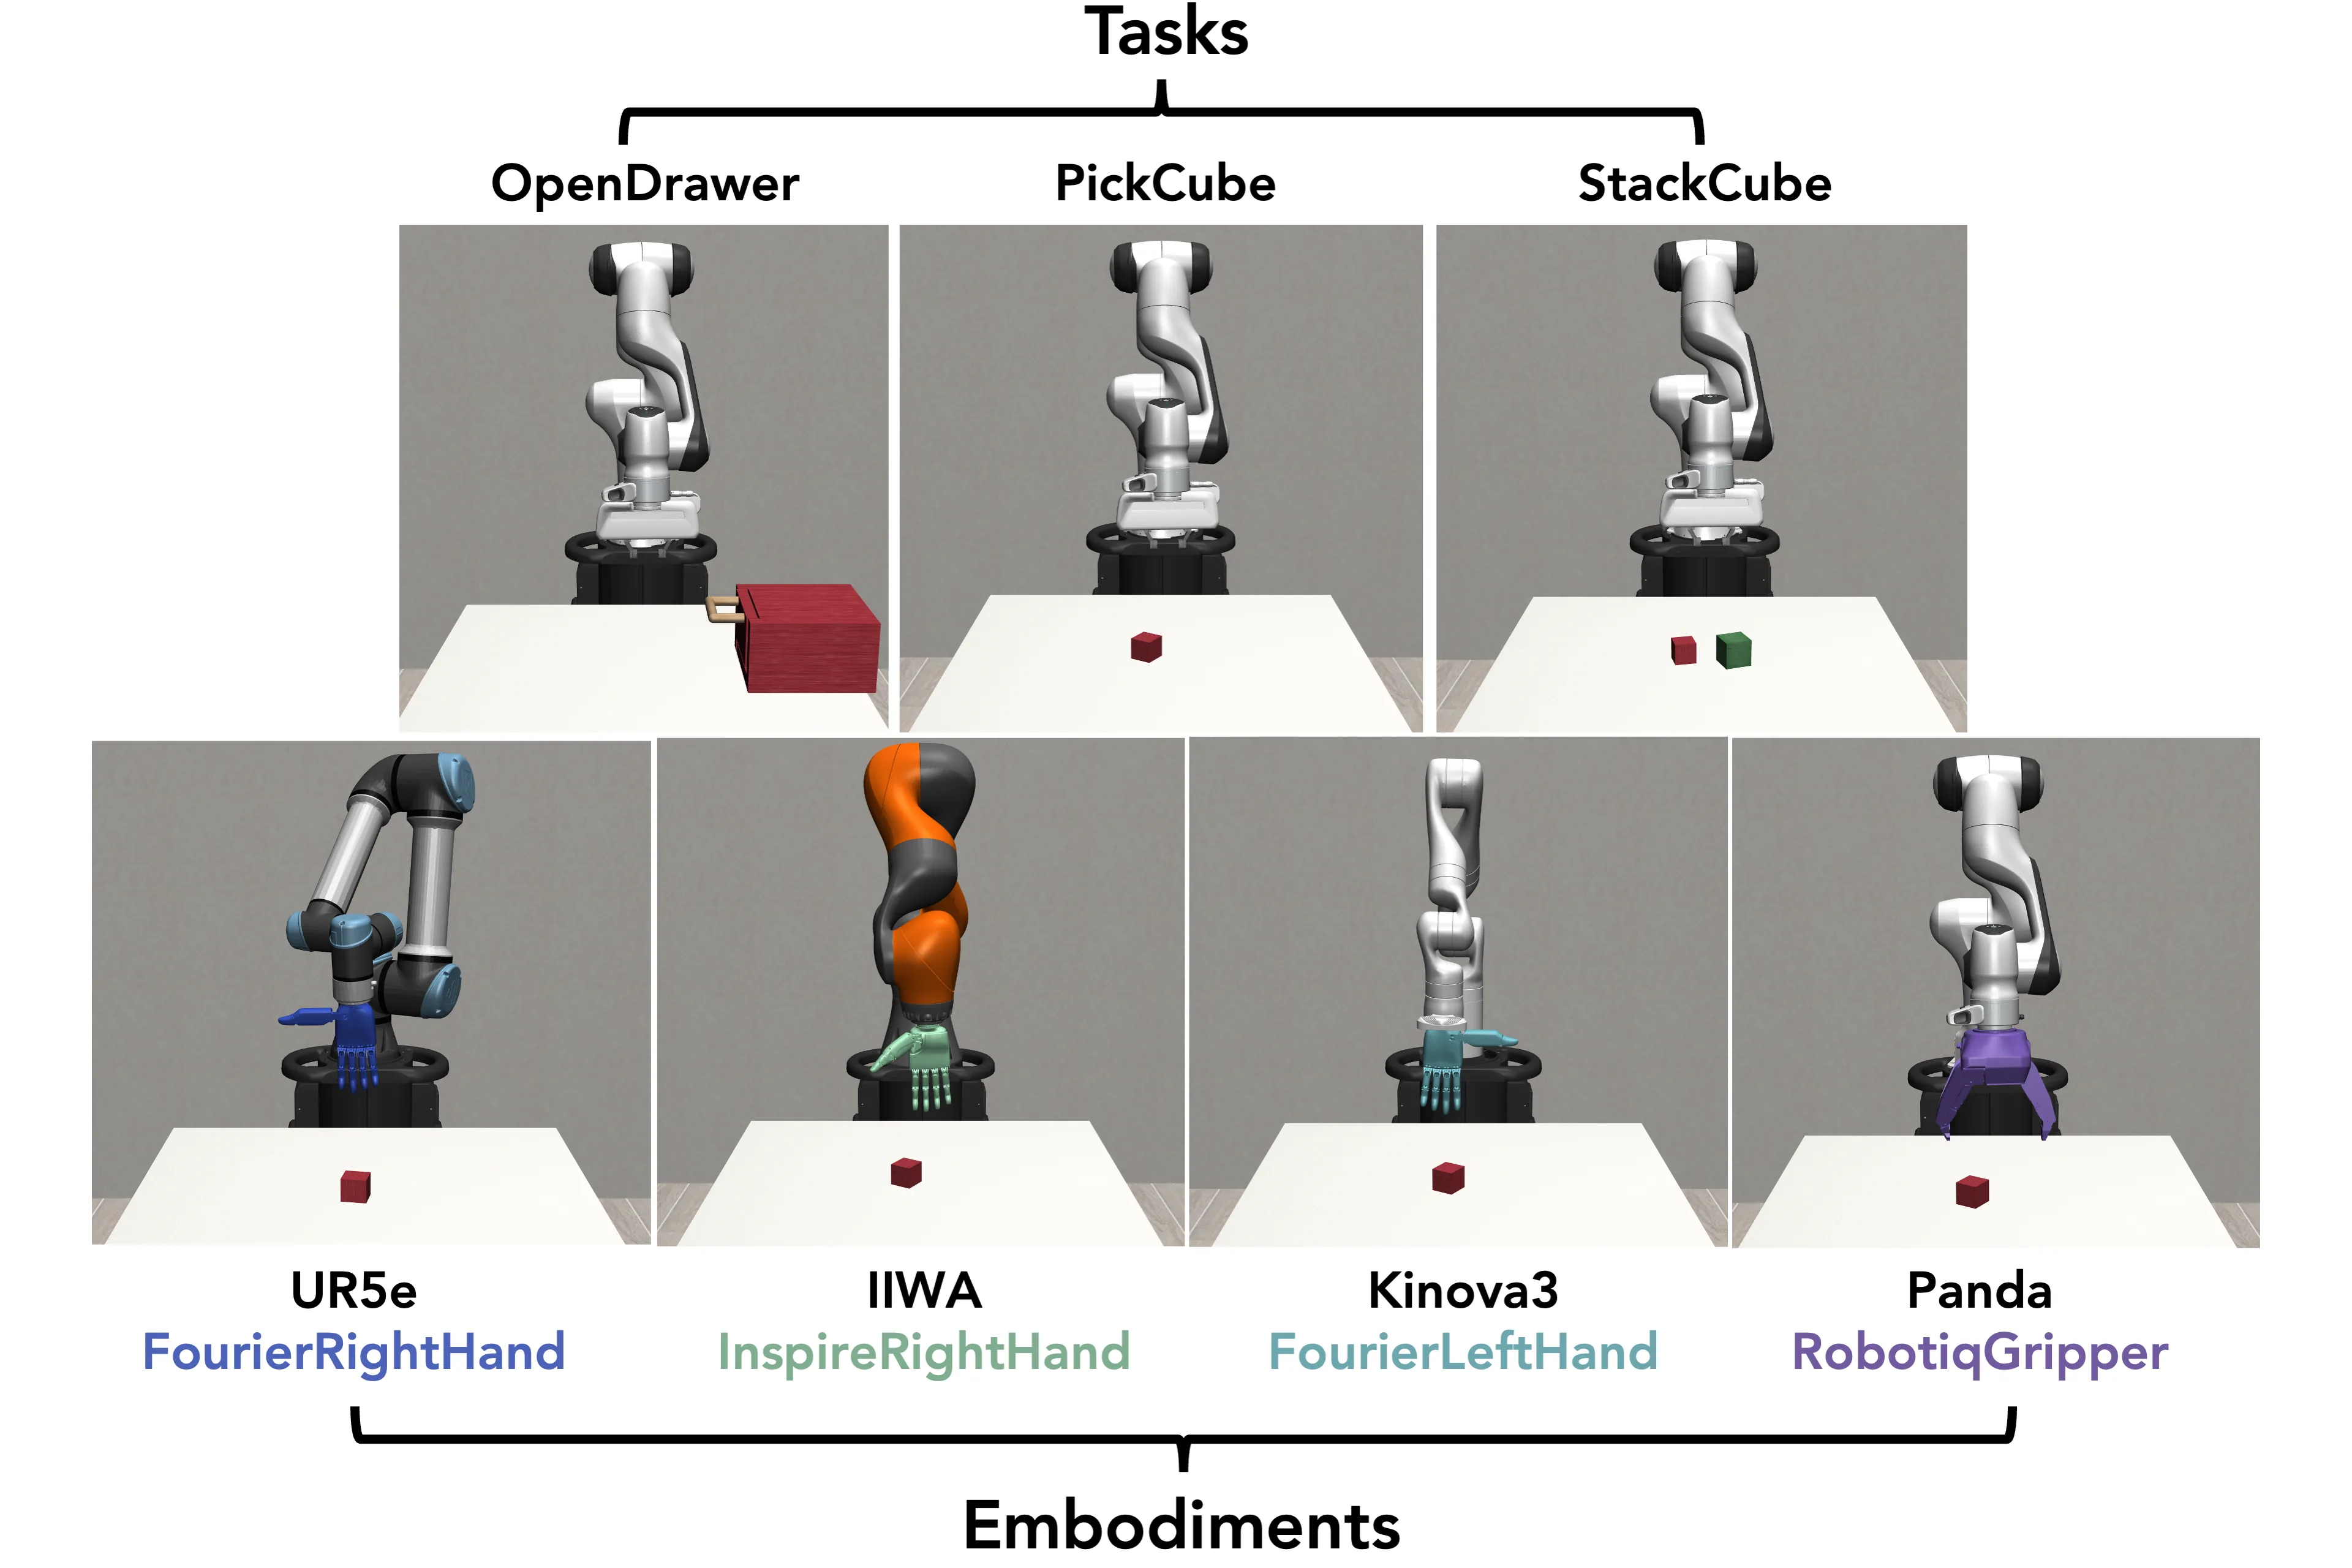 Tasks
OpenDrawer
PickCube
StackCube
UR5e
FourierRightHand
IIWA
InspireRightHand
Kinova3
FourierLeftHand
Panda
RobotiqGripper
Embodiments